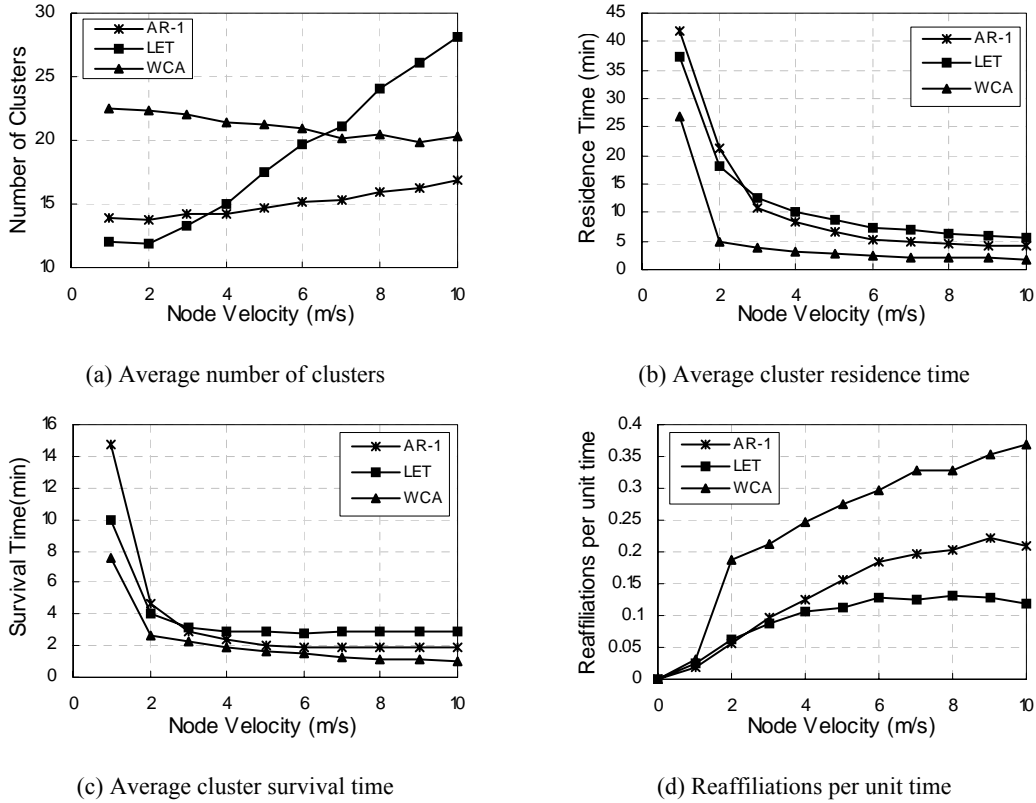 30
25
20
15
10
Number of Clusters
AR-1
LET
WCA
0 2 4 6 8 10
Node Velocity (m/s)
(a) Average number of clusters
45
40
35
30
25
20
15
10
5
0
Residence Time (min)
AR-1
LET
WCA
0 2 4 6 8 10
Node Velocity (m/s)
(b) Average cluster residence time
16
14
12
10
8
6
4
2
0
Survival Time(min)
AR-1
LET
WCA
0 2 4 6 8 10
Node Velocity (m/s)
(c) Average cluster survival time
0.4
0.35
0.3
0.25
0.2
0.15
0.1
0.05
0
Reaffiliations per unit time
AR-1
LET
WCA
0 2 4 6 8 10
Node Velocity (m/s)
(d) Reaffiliations per unit time